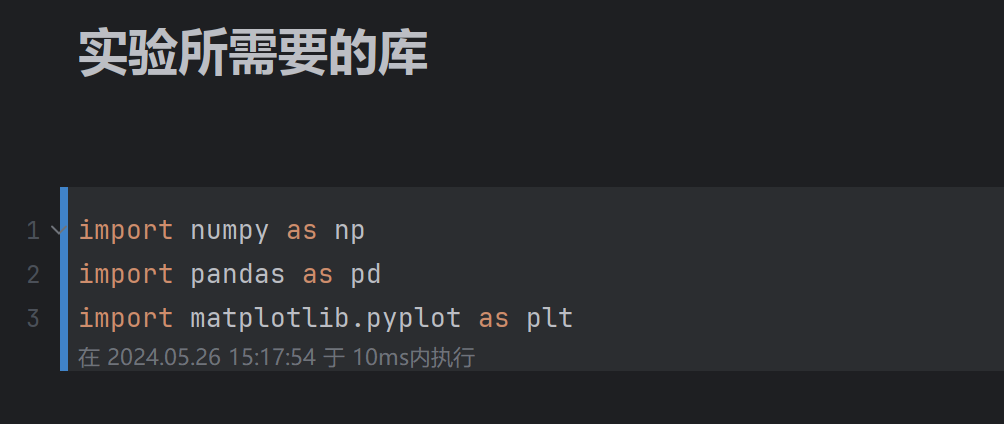 实验所需要的库
1 import numpy as np
2 import pandas as pd
3 import matplotlib.pyplot as plt
在 2024.05.26 15:17:54 于 10ms内执行